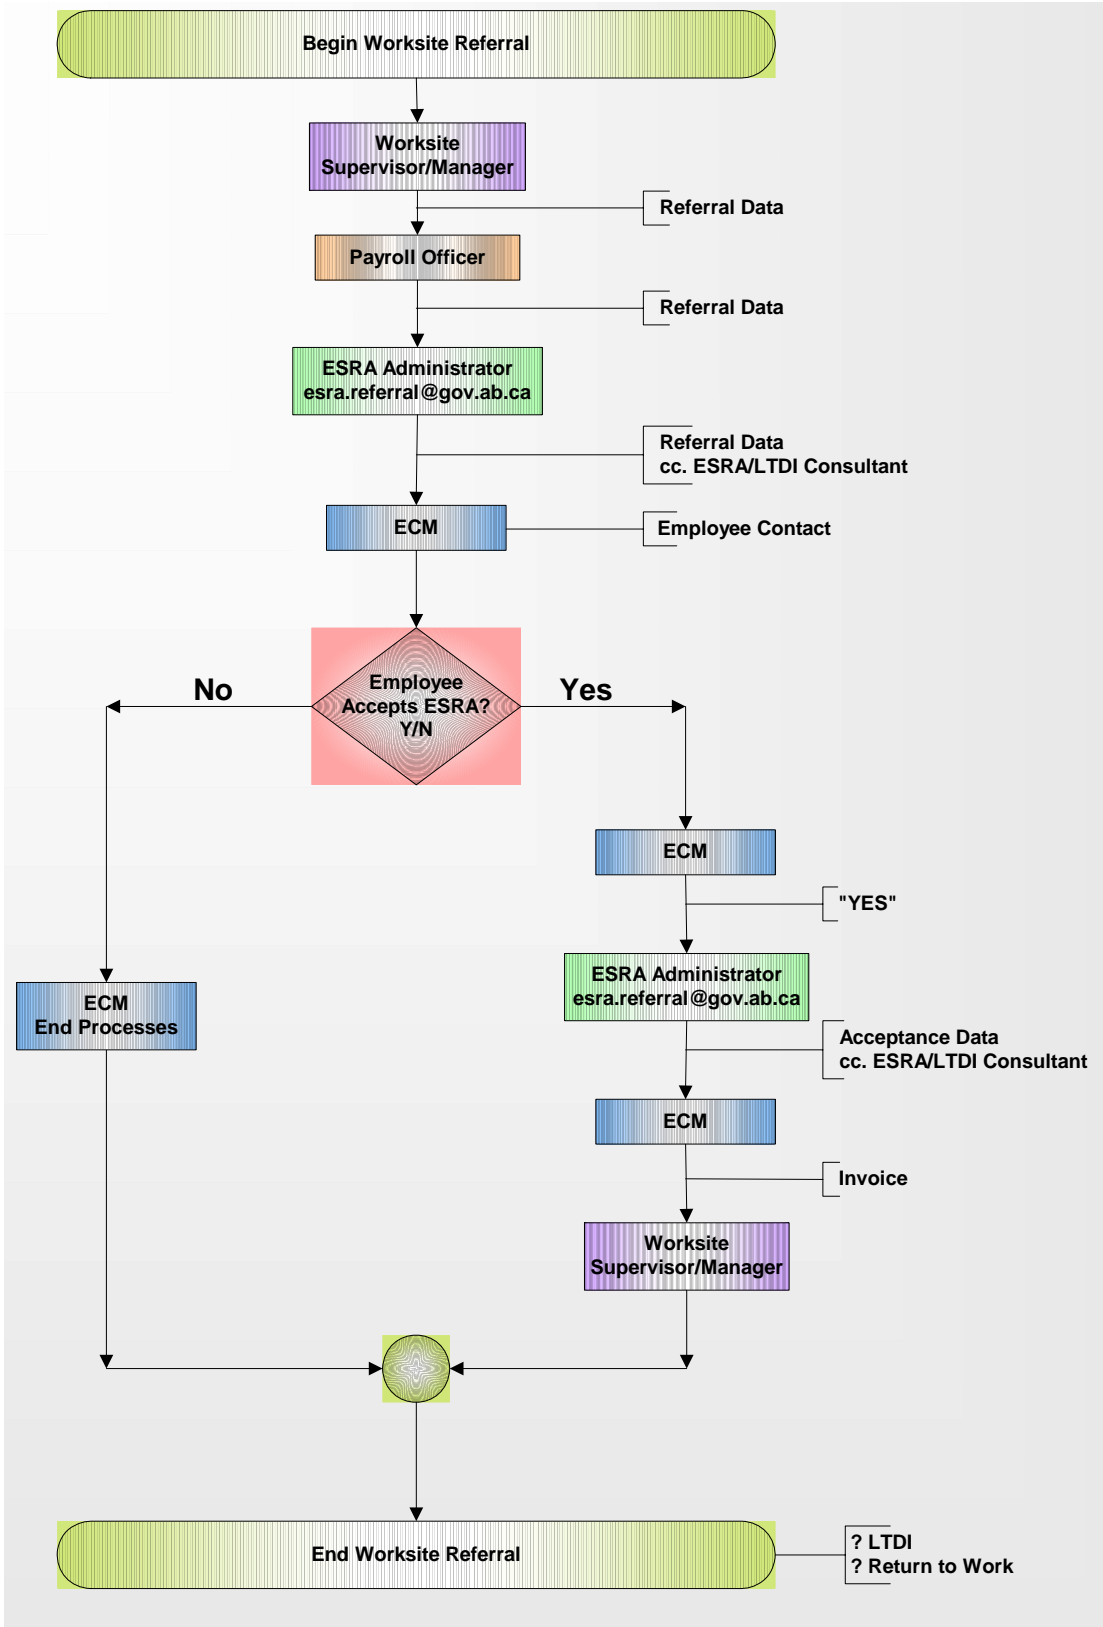 Begin Worksite Referral
Worksite
Supervisor/Manager
Referral Data
Payroll Officer
Referral Data
ESRA Administrator
esra.referral@gov.ab.ca
Referral Data
cc. ESRA/LTDI Consultant
ECM
Employee Contact
Employee
Accepts ESRA?
Y/N
No
Yes
ECM
"YES"
ESRA Administrator
esra.referral@gov.ab.ca
ECM
End Processes
Acceptance Data
cc. ESRA/LTDI Consultant
ECM
Invoice
Worksite
Supervisor/Manager
End Worksite Referral
? LTDI
? Return to Work